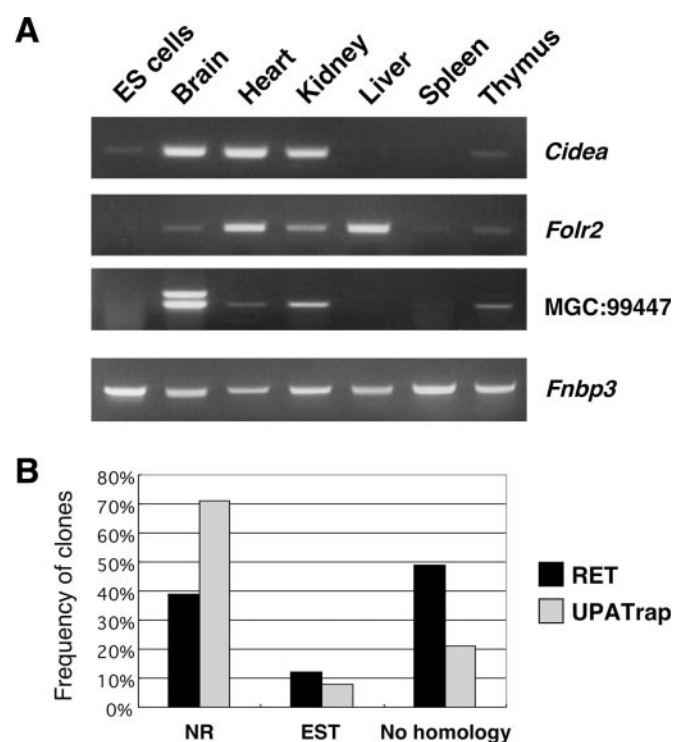 A
ES cells Brain Heart Kidney Liver Spleen Thymus
Cidea
Folr2
MGC:99447
Fnbp3
B
Frequency of clones
80%
70%
60%
50%
40%
30%
20%
10%
0%
NR EST No homology
RET
UPATrap